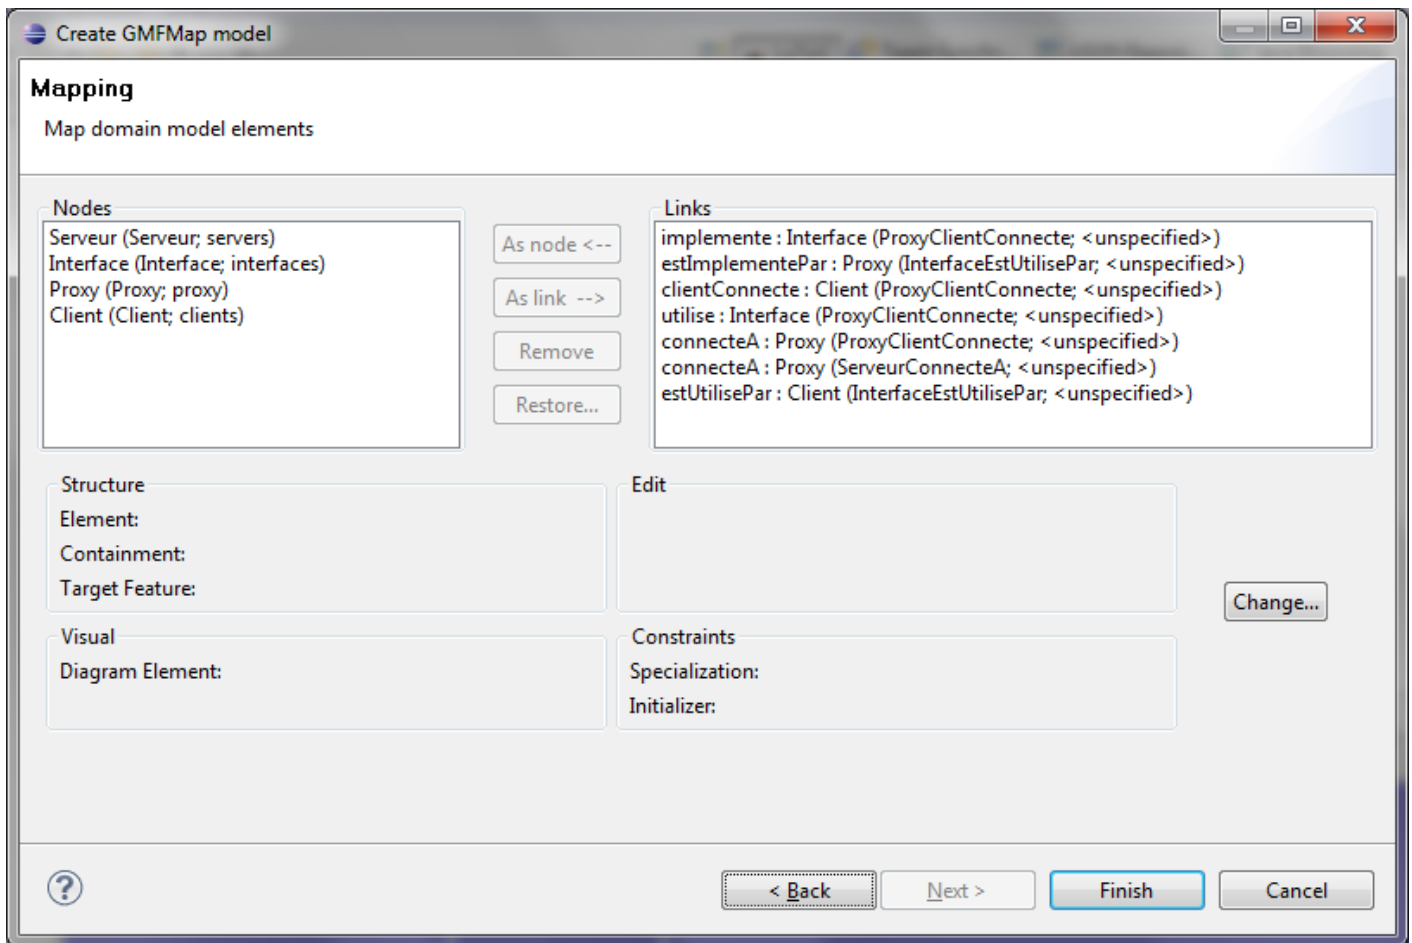 Create GMFMap model
Mapping
Map domain model elements
Nodes
Serveur (Serveur; servers)
Interface (Interface; interfaces)
Proxy (Proxy; proxy)
Client (Client; clients)
As node <--
As link -->
Remove
Restore...
Links
implemente : Interface (ProxyClientConnecte; <unspecified>)
estImplementePar : Proxy (InterfaceEstUtilisePar; <unspecified>)
clientConnecte : Client (ProxyClientConnecte; <unspecified>)
utilise : Interface (ProxyClientConnecte; <unspecified>)
connecteA : Proxy (ProxyClientConnecte; <unspecified>)
connecteA : Proxy (ServeurConnecteA; <unspecified>)
estUtilisePar : Client (InterfaceEstUtilisePar; <unspecified>)
Structure
Element:
Containment:
Target Feature:
Edit
Change...
Visual
Diagram Element:
Constraints
Specialization:
Initializer:
< Back
Next >
Finish
Cancel